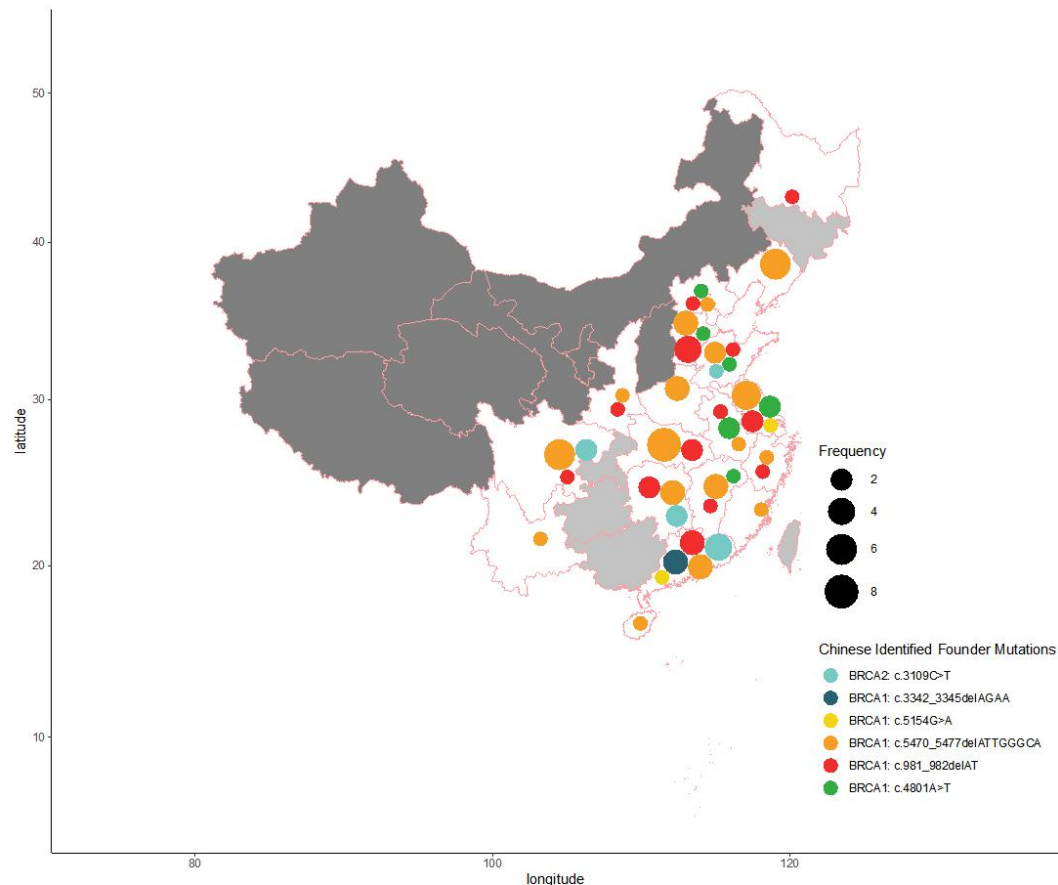 50
40
30
20
10
latitude
80
100
120
longitude
Frequency
2
4
6
8
Chinese Identified Founder Mutations
BRCA2: c.3109C>T
BRCA1: c.3342_3345delAGAA
BRCA1: c.5154G>A
BRCA1: c.5470_5477delATTGGGCA
BRCA1: c.981_982delAT
BRCA1: c.4801A>T